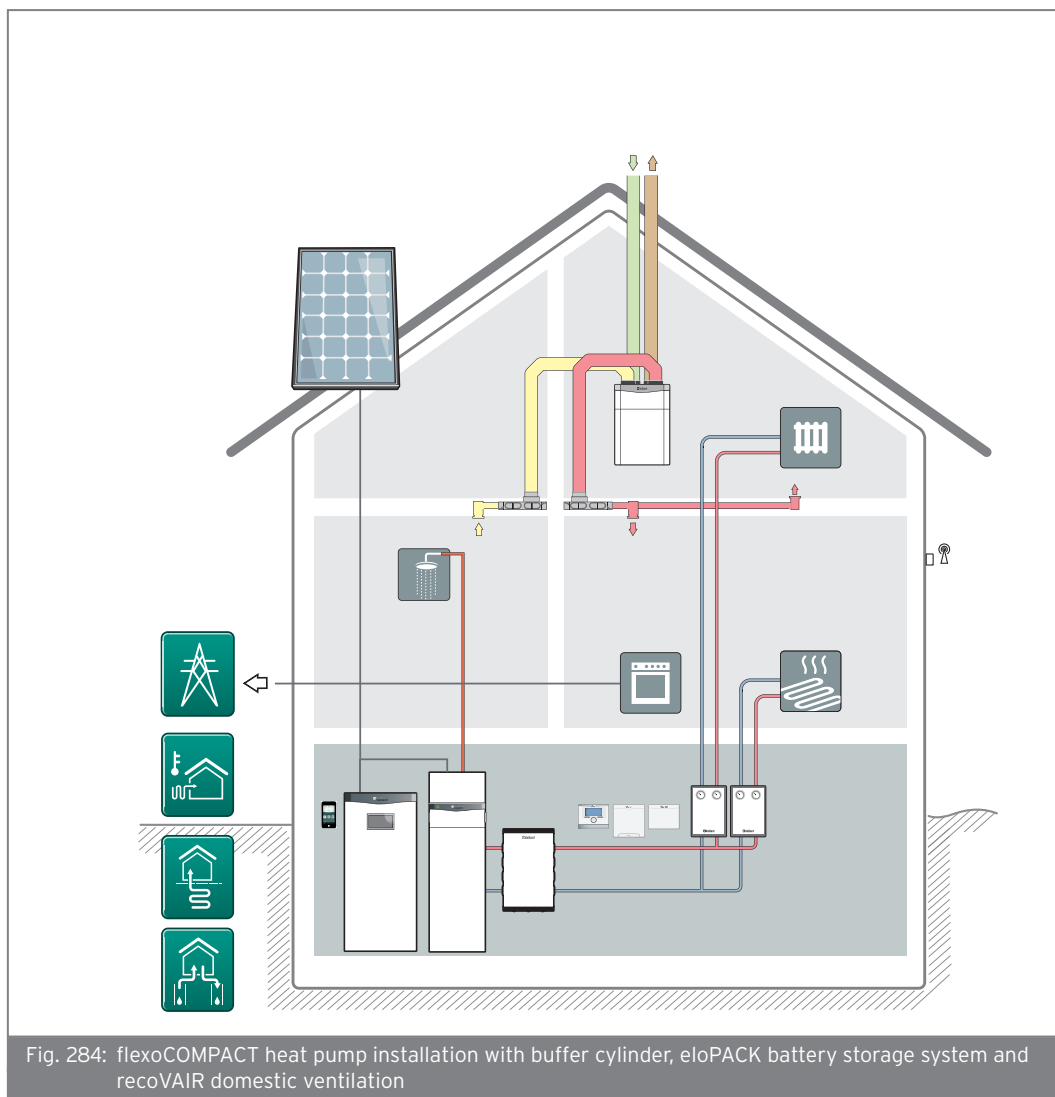 Fig. 284: flexoCOMPACT heat pump installation with buffer cylinder, eloPACK battery storage system and
recoVAIR domestic ventilation